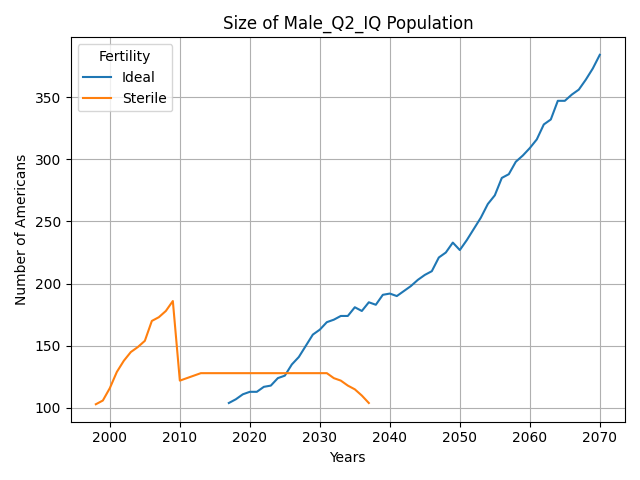 Size of Male_Q2_IQ Population
Fertility
Ideal
Sterile
Number of Americans
350
300
250
200
150
100
2000 2010 2020 2030 2040 2050 2060 2070
Years